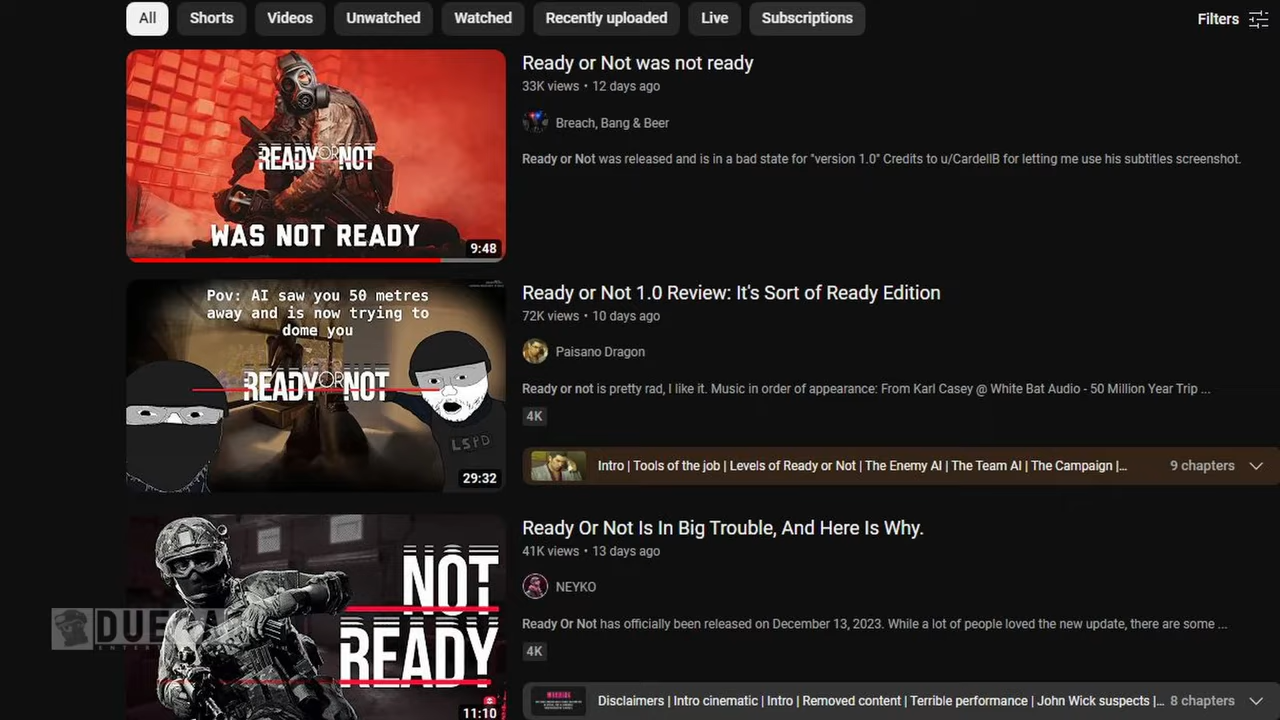 All
Shorts
Videos
Unwatched
Watched
Recently uploaded
Live
Subscriptions
Filters
READY OR NOT
WAS NOT READY
9:48
Ready or Not was not ready
33K views • 12 days ago
Breach, Bang & Beer
Ready or Not was released and is in a bad state for "version 1.0" Credits to u/CardellB for letting me use his subtitles screenshot.
Pov: AI saw you 50 metres
away and is now trying to
dome you
READY OR NOT
LSPD
29:32
Ready or Not 1.0 Review: It's Sort of Ready Edition
72K views • 10 days ago
Paisano Dragon
Ready or not is pretty rad, I like it. Music in order of appearance: From Karl Casey @ White Bat Audio - 50 Million Year Trip ...
4K
Intro | Tools of the job | Levels of Ready or Not | The Enemy AI | The Team AI | The Campaign |...
9 chapters
NOT
READY
11:10
Ready Or Not Is In Big Trouble, And Here Is Why.
41K views • 13 days ago
NEYKO
Ready Or Not has officially been released on December 13, 2023. While a lot of people loved the new update, there are some ...
4K
Disclaimers | Intro cinematic | Intro | Removed content | Terrible performance | John Wick suspects |...
8 chapters